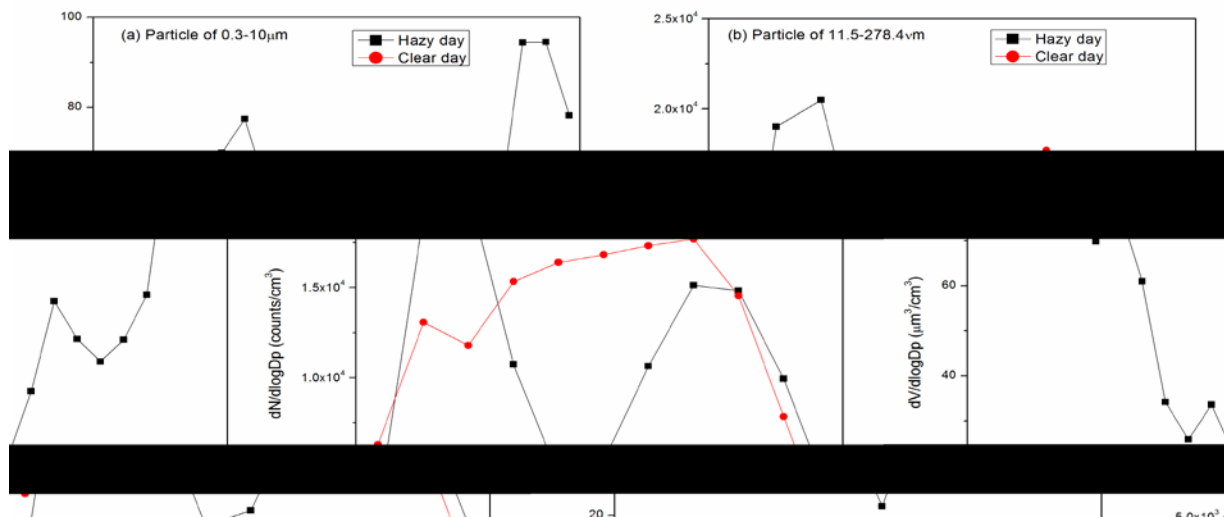 100
(a) Particle of 0.3-10μm
Hazy day
Clear day
80
2.5x10⁴
(b) Particle of 11.5-278.4νm
Hazy day
Clear day
2.0x10⁴
dN/dlogDp (counts/cm³)
1.5x10⁴
1.0x10⁴
dV/dlogDp (μm³/cm³)
60
40
20
5.0x10³